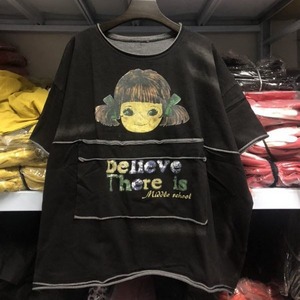 Believe
There is
Middle school